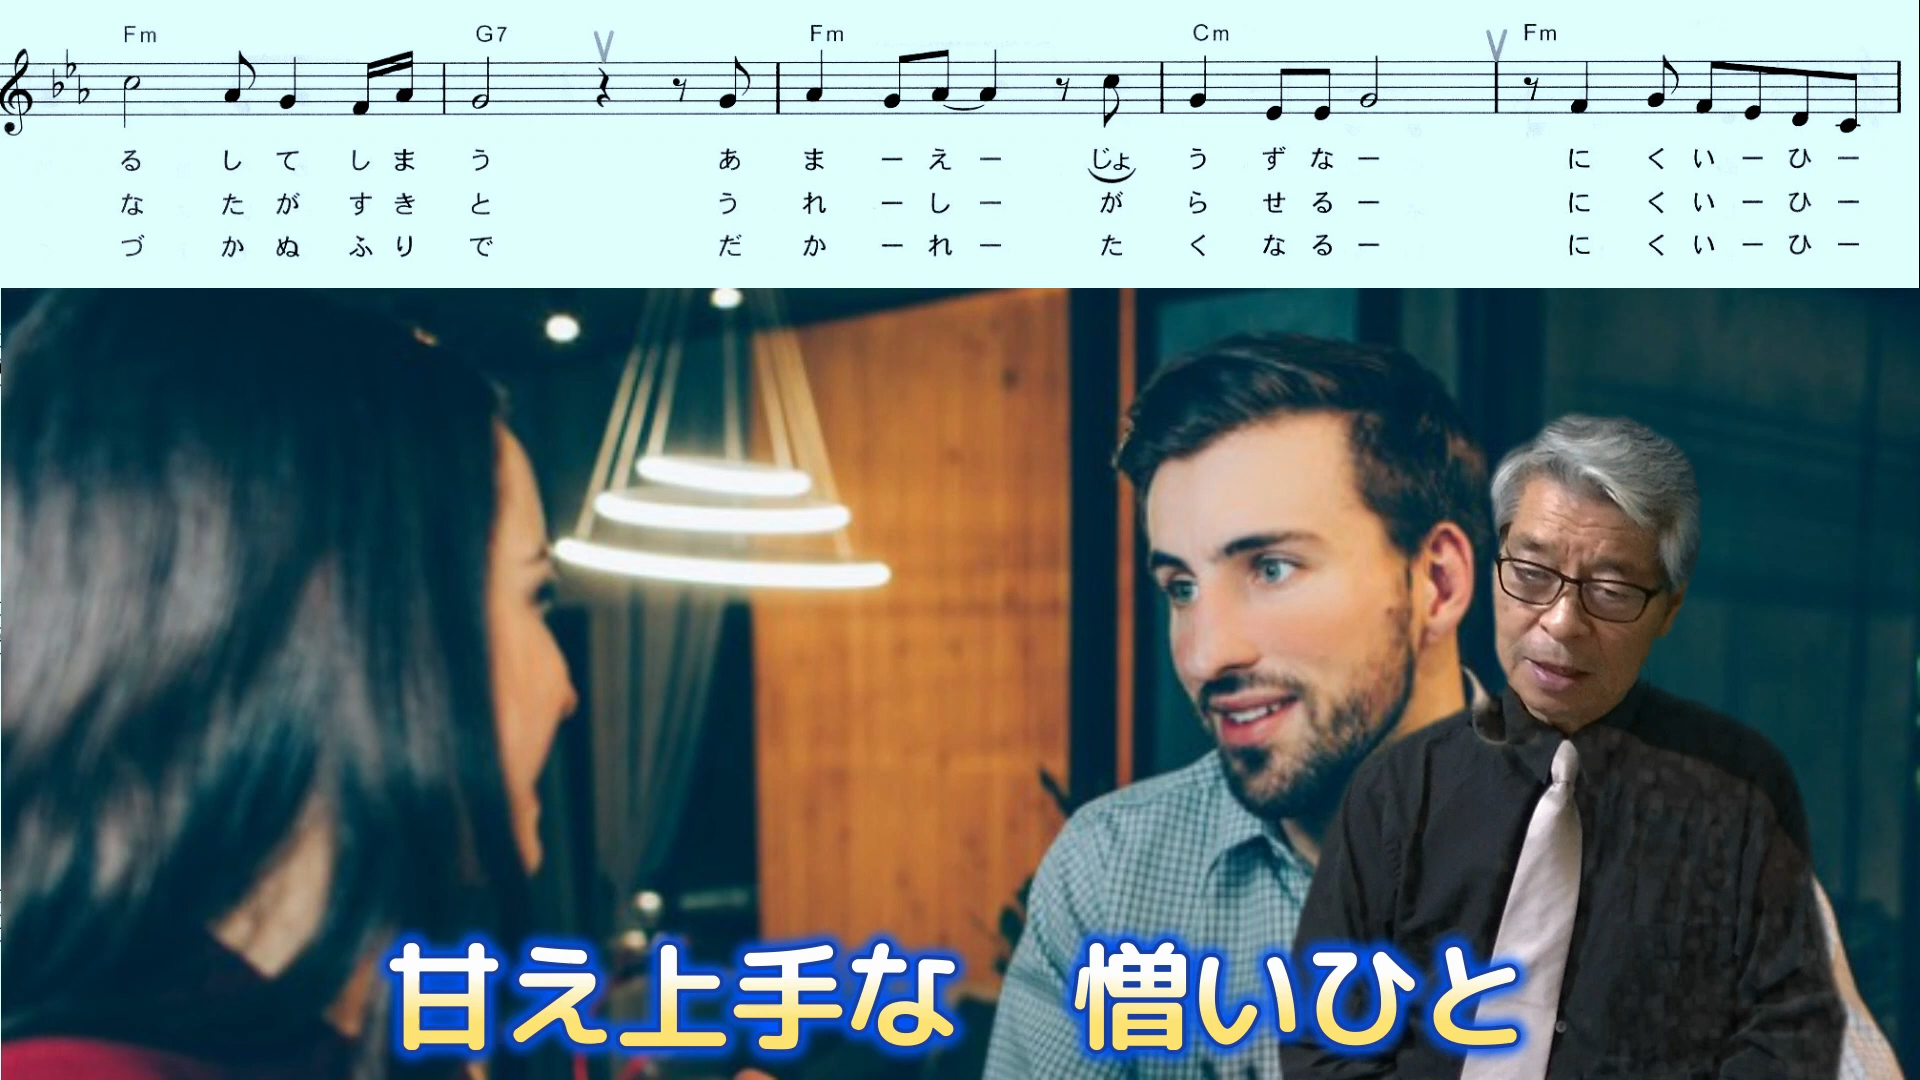 Fm G7 Fm Cm Fm
る し て し ま う あ ま ー え ー じょ う ず な ー に く い ー ひ ー
な た が す き と う れ ー し ー が ら せ る ー に く い ー ひ ー
づ か ぬ ふ り で だ か ー れ ー た く な る ー に く い ー ひ ー
甘え上手な 憎いひと